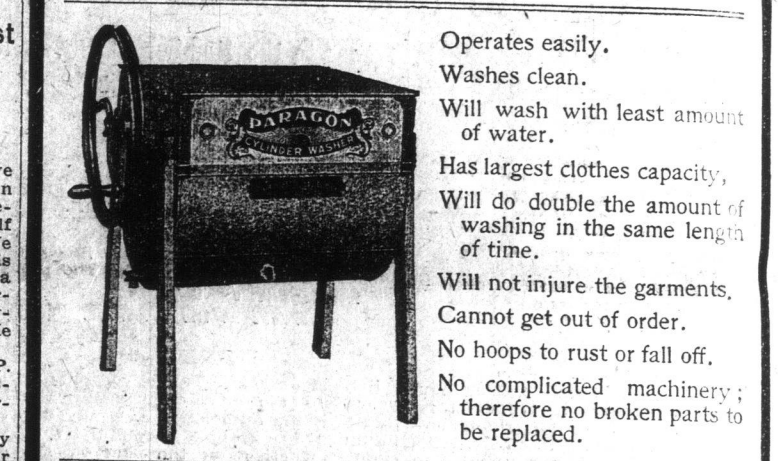 PARAGON
CYLINDER WASHER
Operates easily.
Washes clean.
Will wash with least amount
of water.
Has largest clothes capacity,
Will do double the amount of
washing in the same length
of time.
Will not injure the garments.
Cannot get out of order.
No hoops to rust or fall off.
No complicated machinery;
therefore no broken parts to
be replaced.